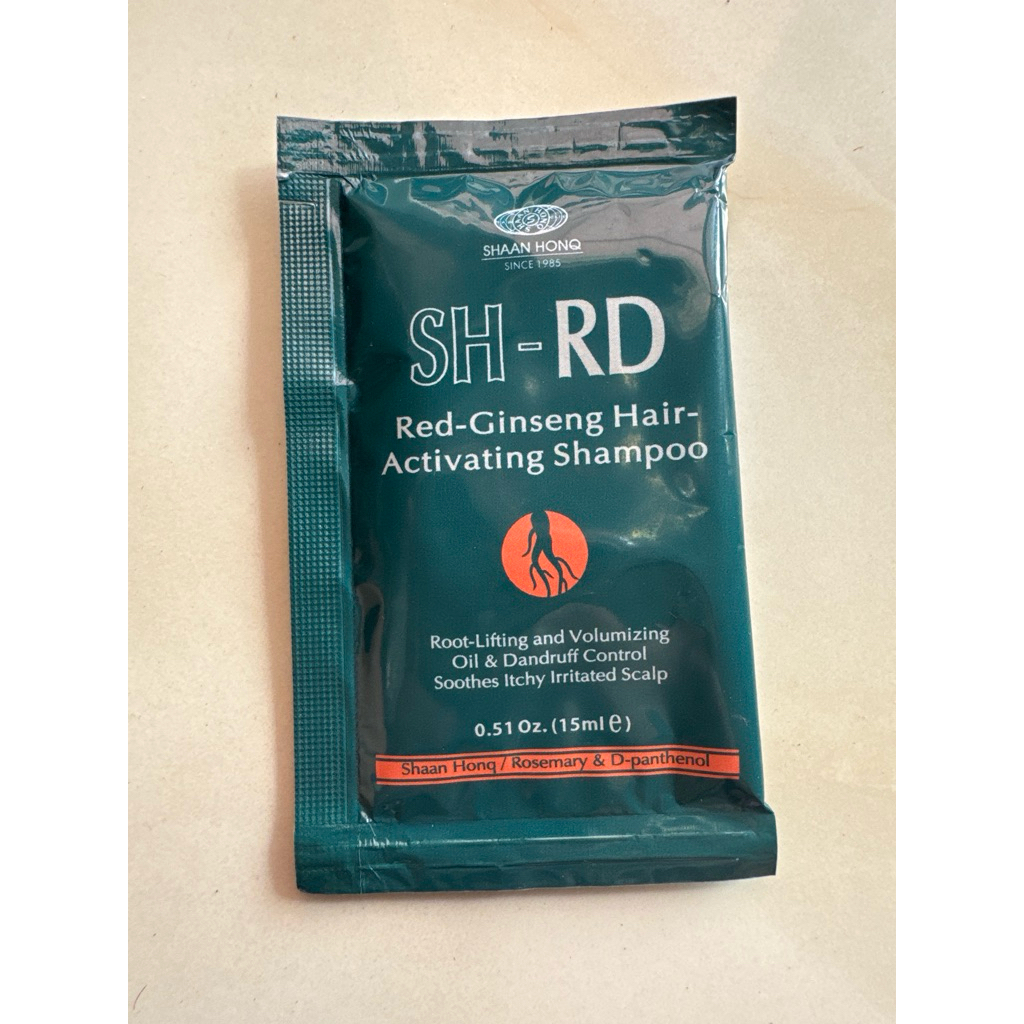 SHAAN HONQ
SINCE 1985
SH-RD
Red-Ginseng Hair-
Activating Shampoo
Root-Lifting and Volumizing
Oil & Dandruff Control
Soothes Itchy Irritated Scalp
0.51 Oz. (15ml ℮)
Shaan Honq / Rosemary & D-panthenol